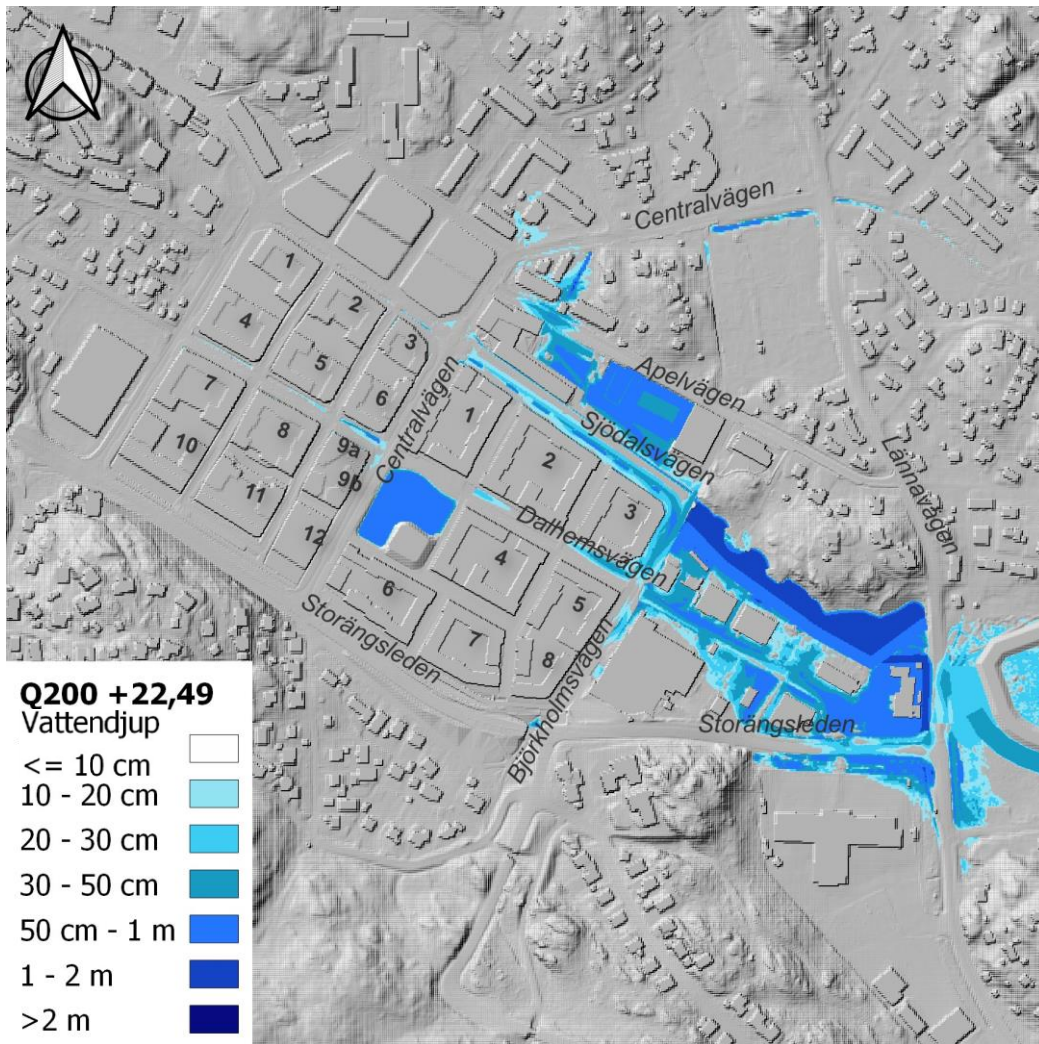 Centralvägen
1
2
3
4
5
6
7
8
9a
9b
10
11
12
Centralvägen
Apelvägen
Sjödalsvägen
Lännavägen
1
2
3
Dalhemsvägen
4
5
6
7
8
Storängsleden
Björkholmsvägen
Storängsleden
Q200 +22,49
Vattendjup
<= 10 cm
10 - 20 cm
20 - 30 cm
30 - 50 cm
50 cm - 1 m
1 - 2 m
>2 m